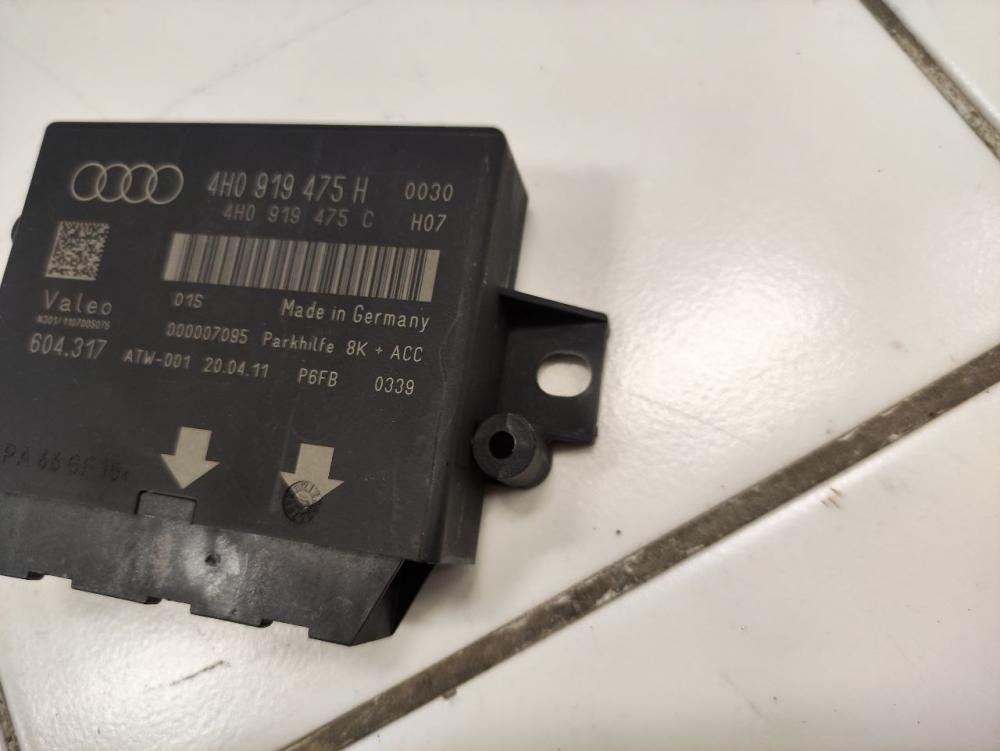 4H0 919 475 H 0030
4H0 919 475 C H07
Valeo
01S Made in Germany
000007095 Parkhilfe 8K + ACC
604.317 ATW-001 20.04.11 P6FB 0339